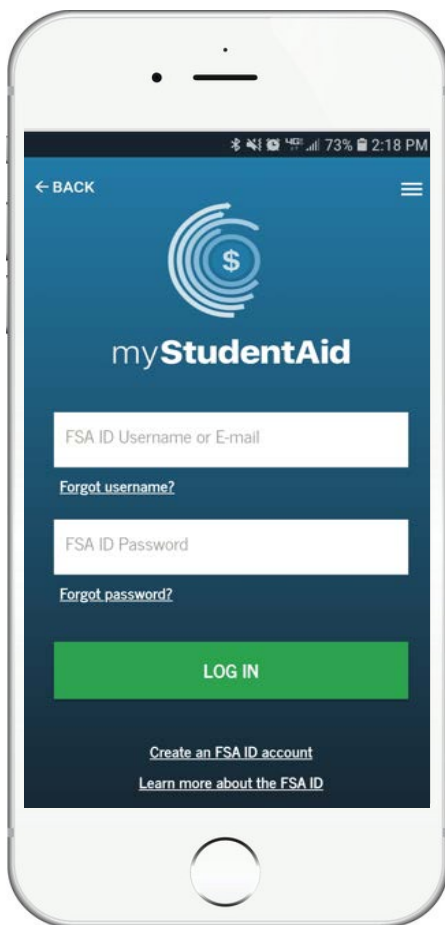 4G 73% 2:18 PM
← BACK
$
myStudentAid
FSA ID Username or E-mail
Forgot username?
FSA ID Password
Forgot password?
LOG IN
Create an FSA ID account
Learn more about the FSA ID